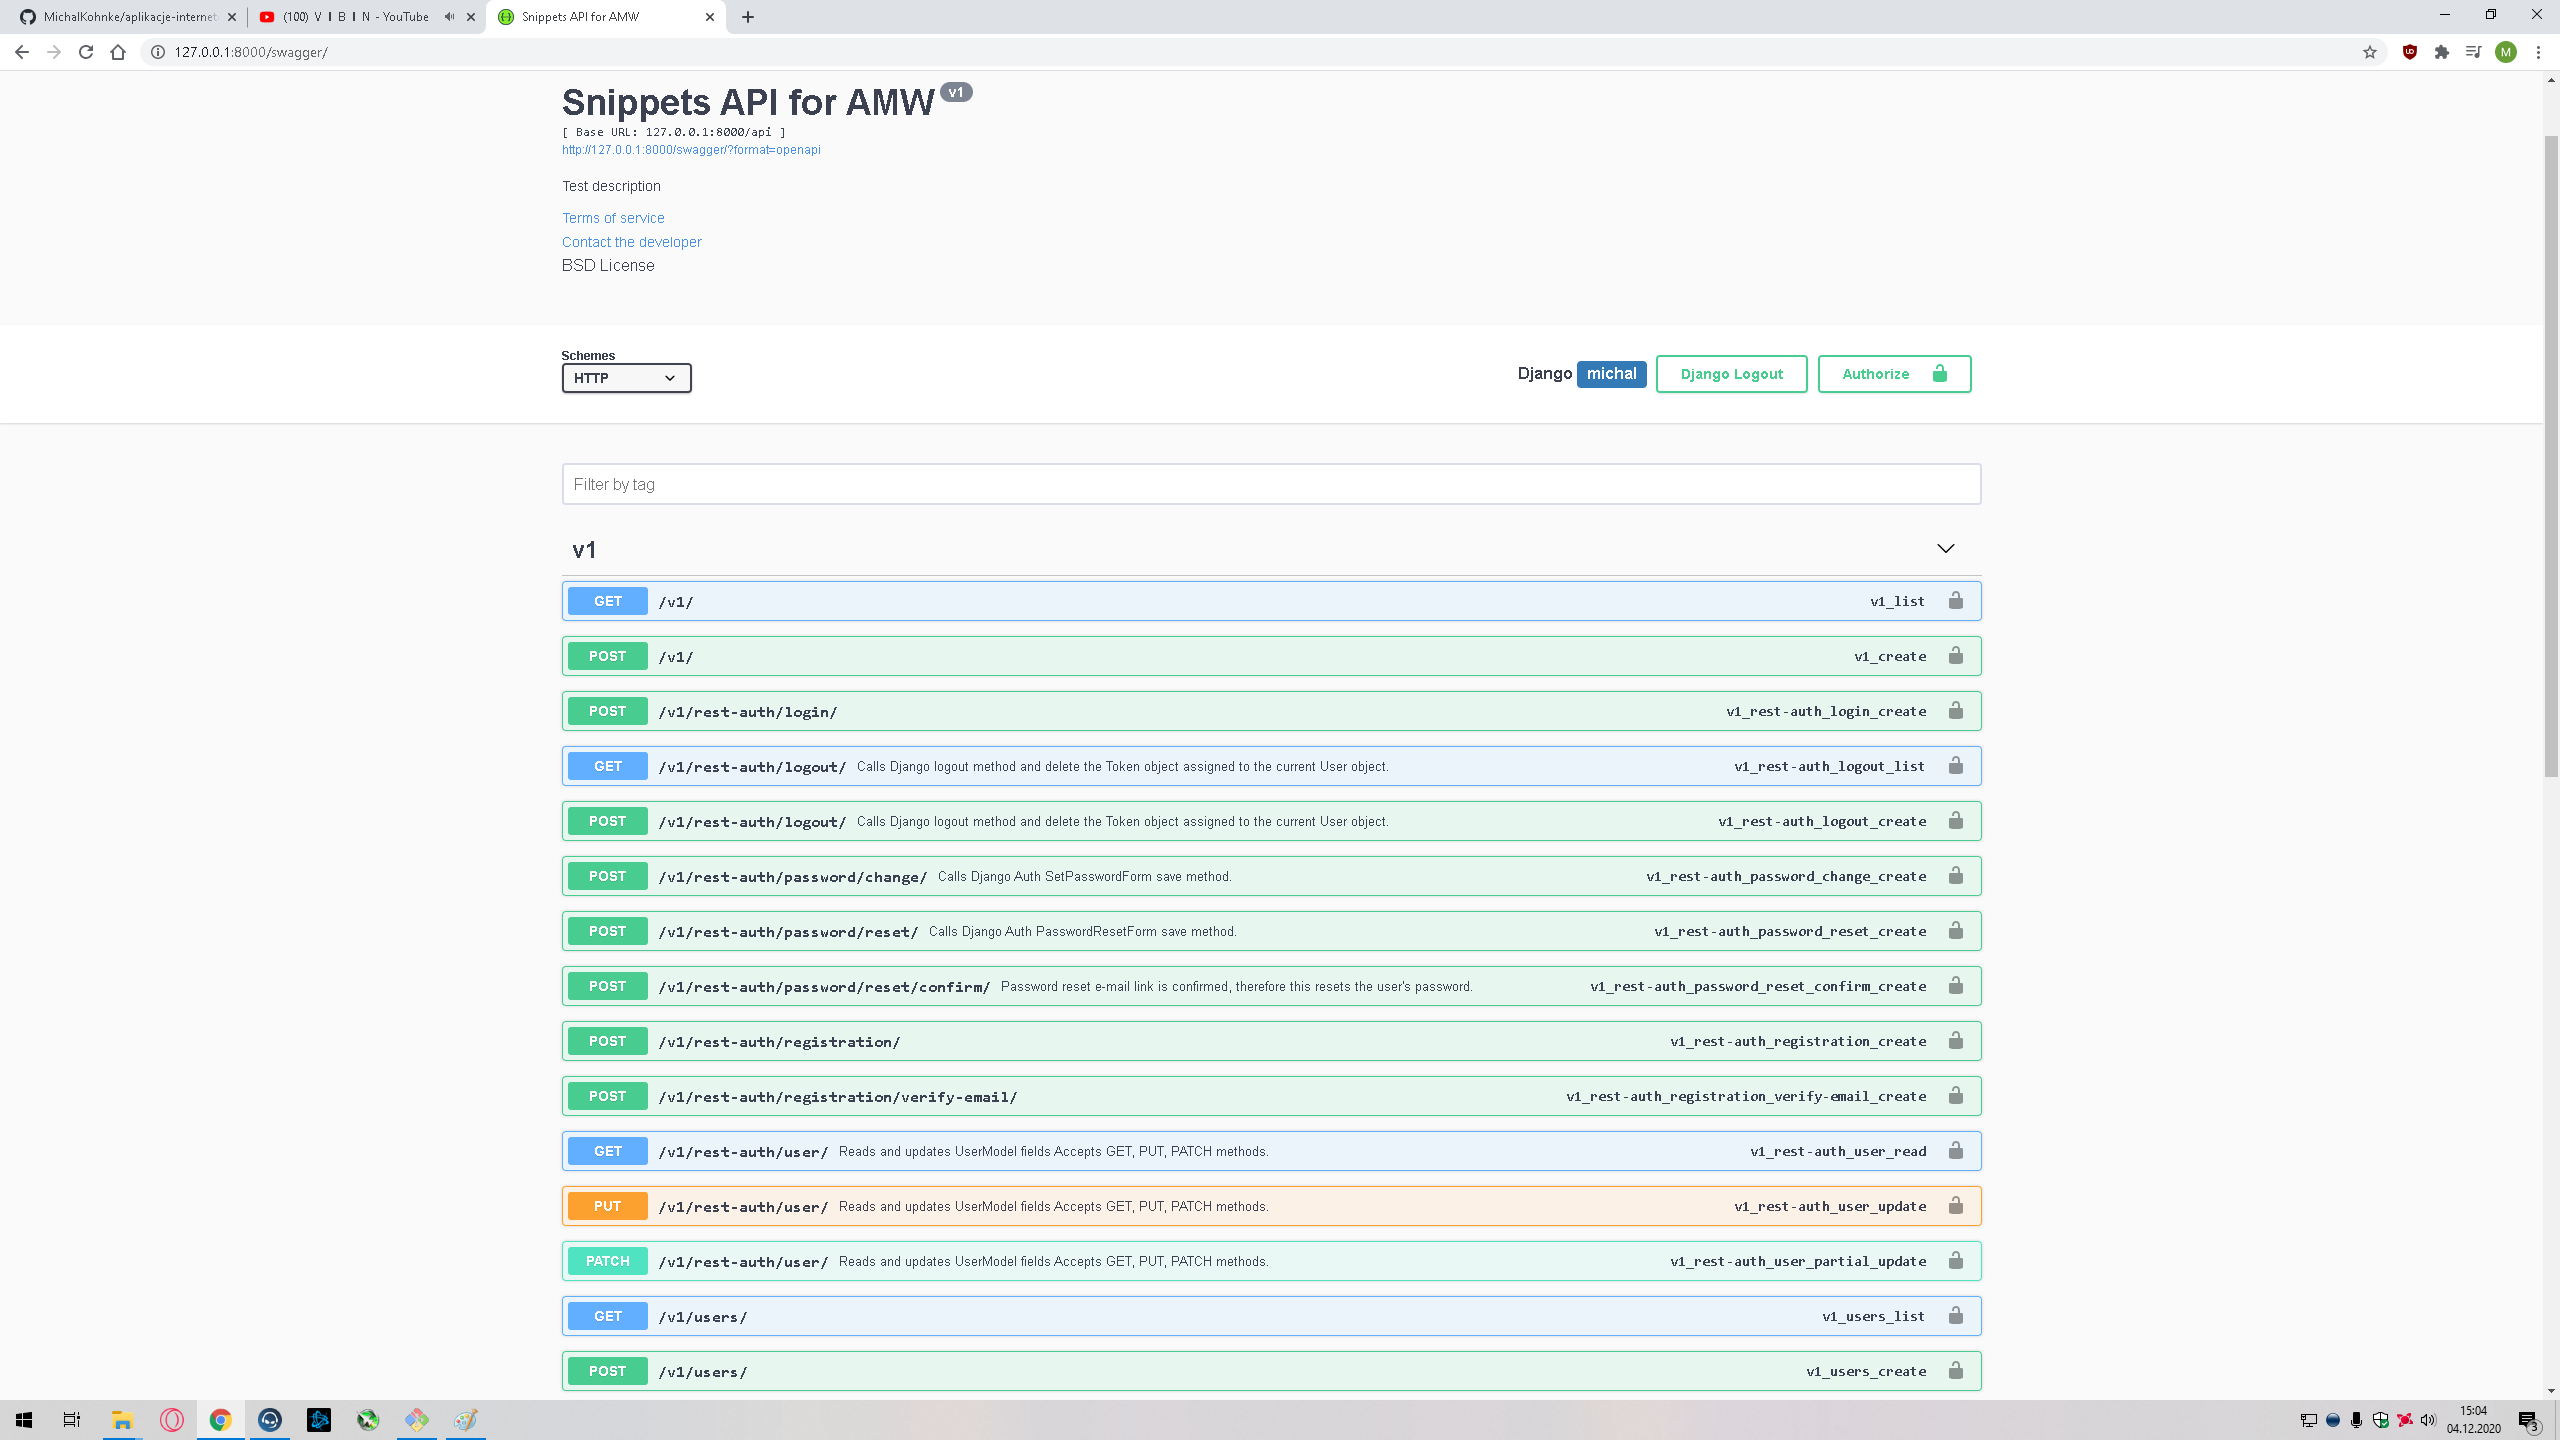 MichalKohnke/aplikacje-internet
(100) V I B I N - YouTube
Snippets API for AMW
127.0.0.1:8000/swagger/
M
Snippets API for AMW v1
[ Base URL: 127.0.0.1:8000/api ]
http://127.0.0.1:8000/swagger/?format=openapi
Test description
Terms of service
Contact the developer
BSD License
Schemes
HTTP
Django michal
Django Logout
Authorize
Filter by tag
v1
GET /v1/ v1_list
POST /v1/ v1_create
POST /v1/rest-auth/login/ v1_rest-auth_login_create
GET /v1/rest-auth/logout/ Calls Django logout method and delete the Token object assigned to the current User object. v1_rest-auth_logout_list
POST /v1/rest-auth/logout/ Calls Django logout method and delete the Token object assigned to the current User object. v1_rest-auth_logout_create
POST /v1/rest-auth/password/change/ Calls Django Auth SetPasswordForm save method. v1_rest-auth_password_change_create
POST /v1/rest-auth/password/reset/ Calls Django Auth PasswordResetForm save method. v1_rest-auth_password_reset_create
POST /v1/rest-auth/password/reset/confirm/ Password reset e-mail link is confirmed, therefore this resets the user's password. v1_rest-auth_password_reset_confirm_create
POST /v1/rest-auth/registration/ v1_rest-auth_registration_create
POST /v1/rest-auth/registration/verify-email/ v1_rest-auth_registration_verify-email_create
GET /v1/rest-auth/user/ Reads and updates UserModel fields Accepts GET, PUT, PATCH methods. v1_rest-auth_user_read
PUT /v1/rest-auth/user/ Reads and updates UserModel fields Accepts GET, PUT, PATCH methods. v1_rest-auth_user_update
PATCH /v1/rest-auth/user/ Reads and updates UserModel fields Accepts GET, PUT, PATCH methods. v1_rest-auth_user_partial_update
GET /v1/users/ v1_users_list
POST /v1/users/ v1_users_create
15:04
04.12.2020
3